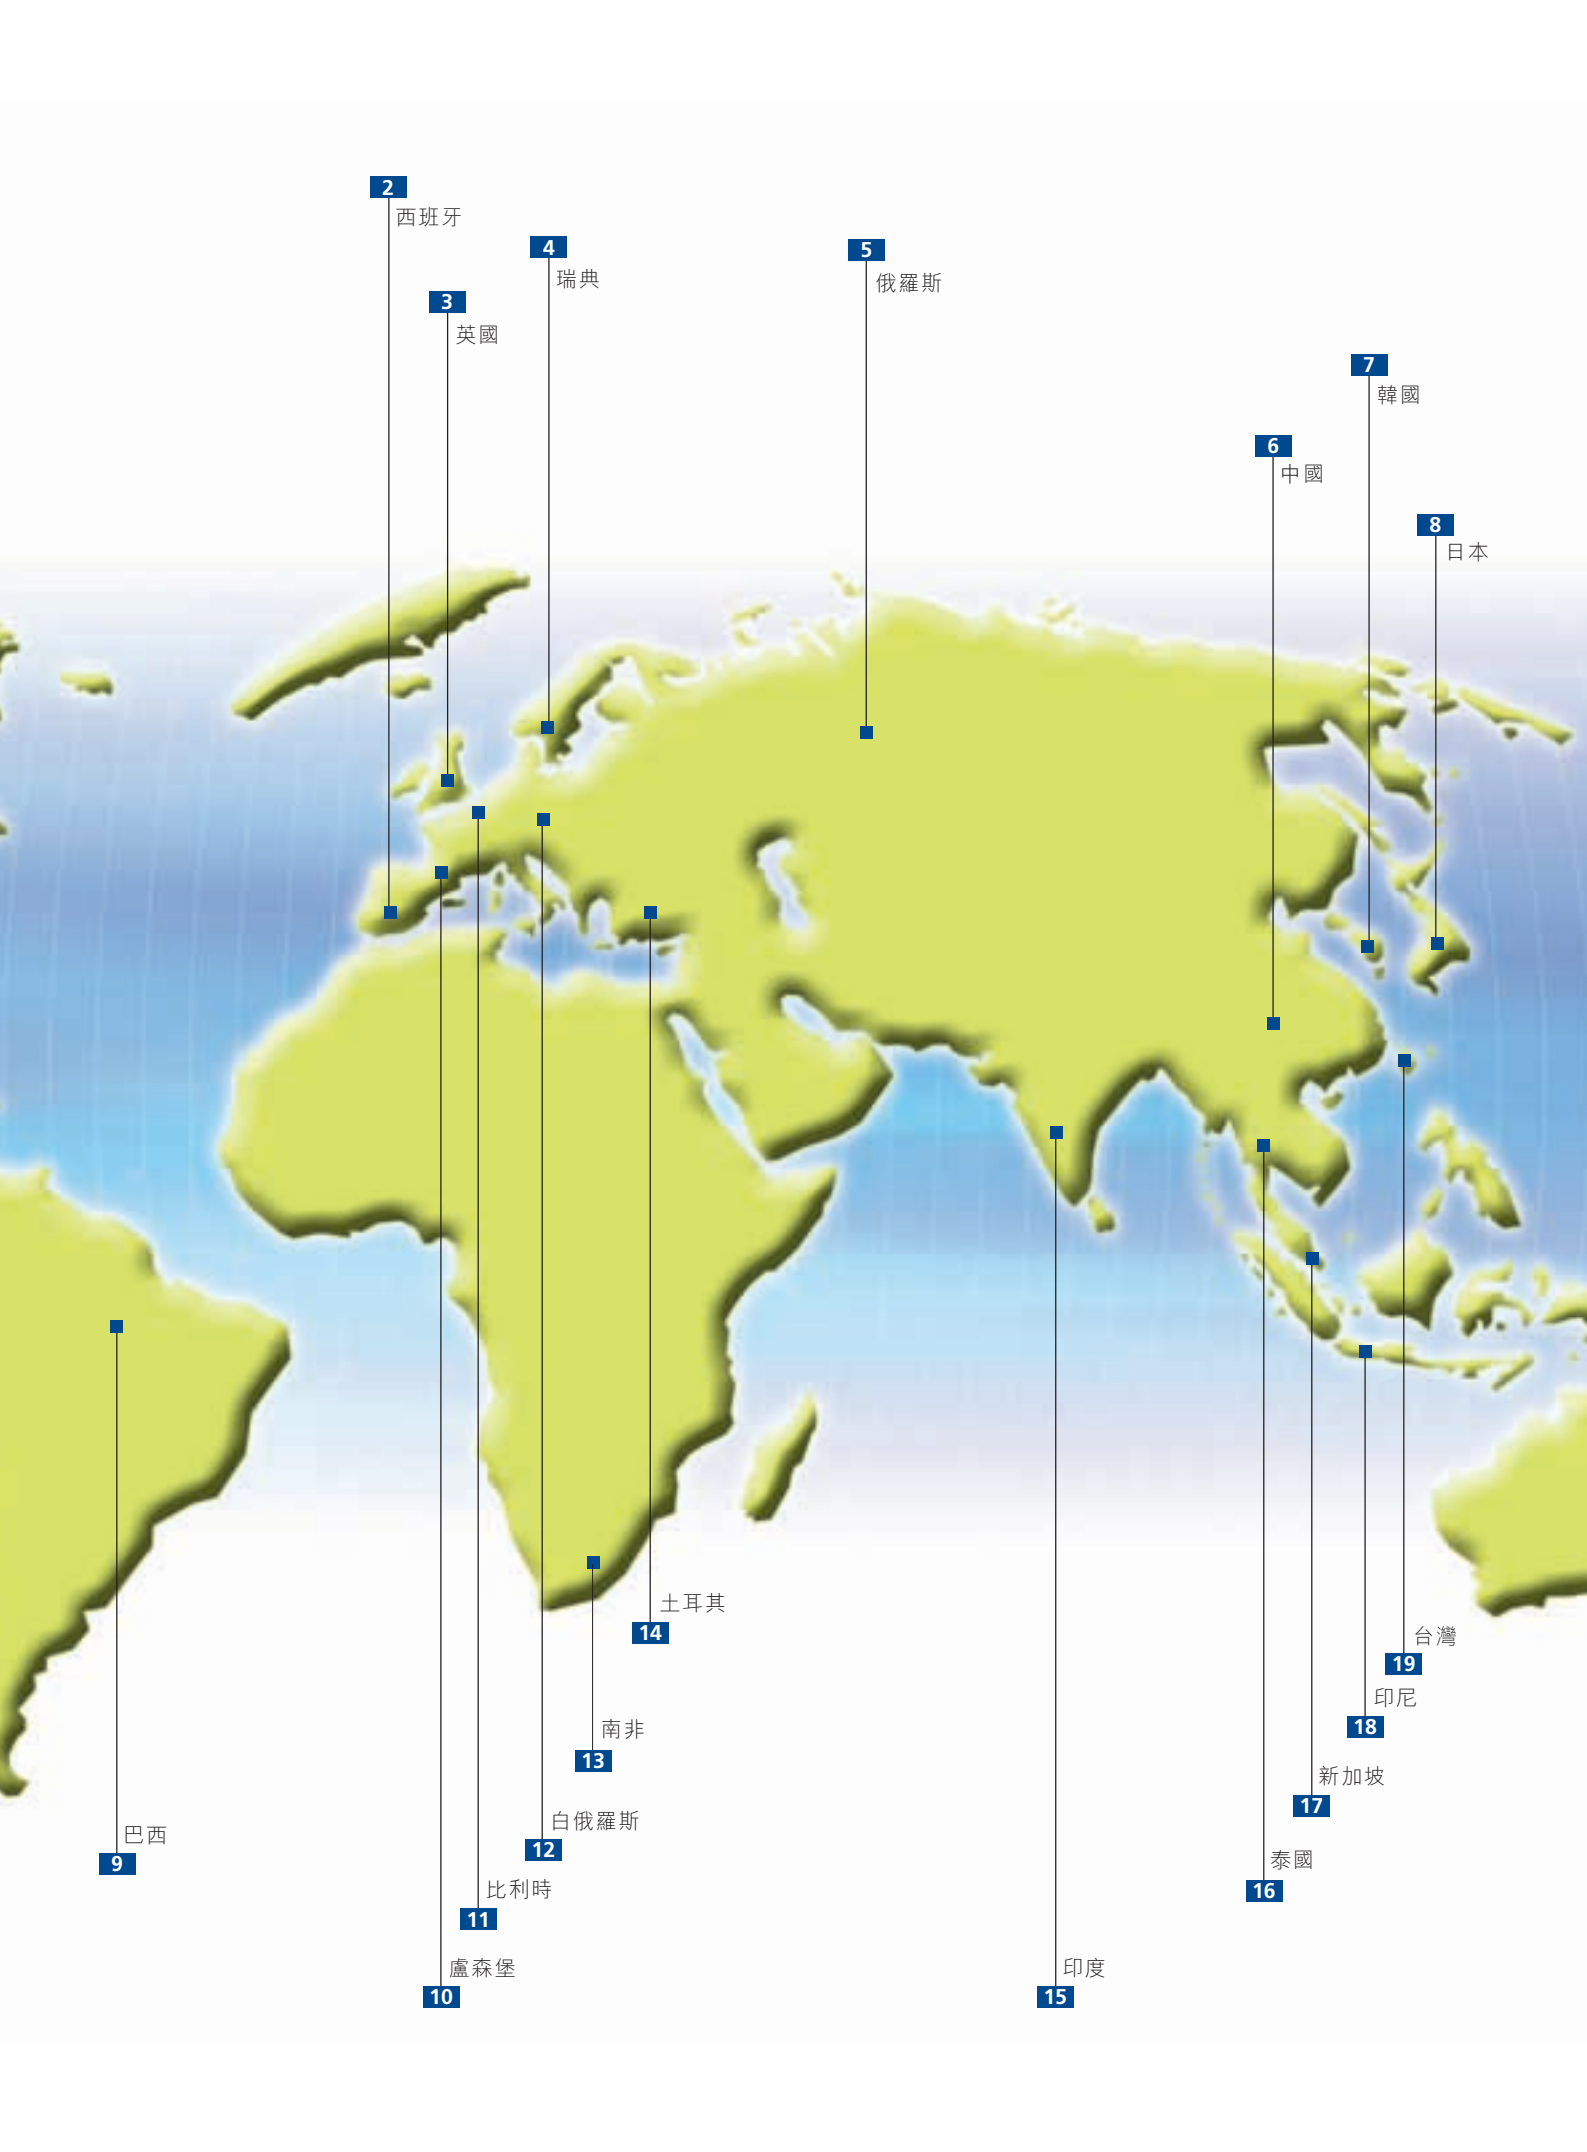 2
西班牙
4
瑞典
5
俄羅斯
3
英國
7
韓國
6
中國
8
日本
土耳其
14
台灣
19
印尼
18
南非
13
新加坡
17
白俄羅斯
12
巴西
9
泰國
16
比利時
11
盧森堡
10
印度
15